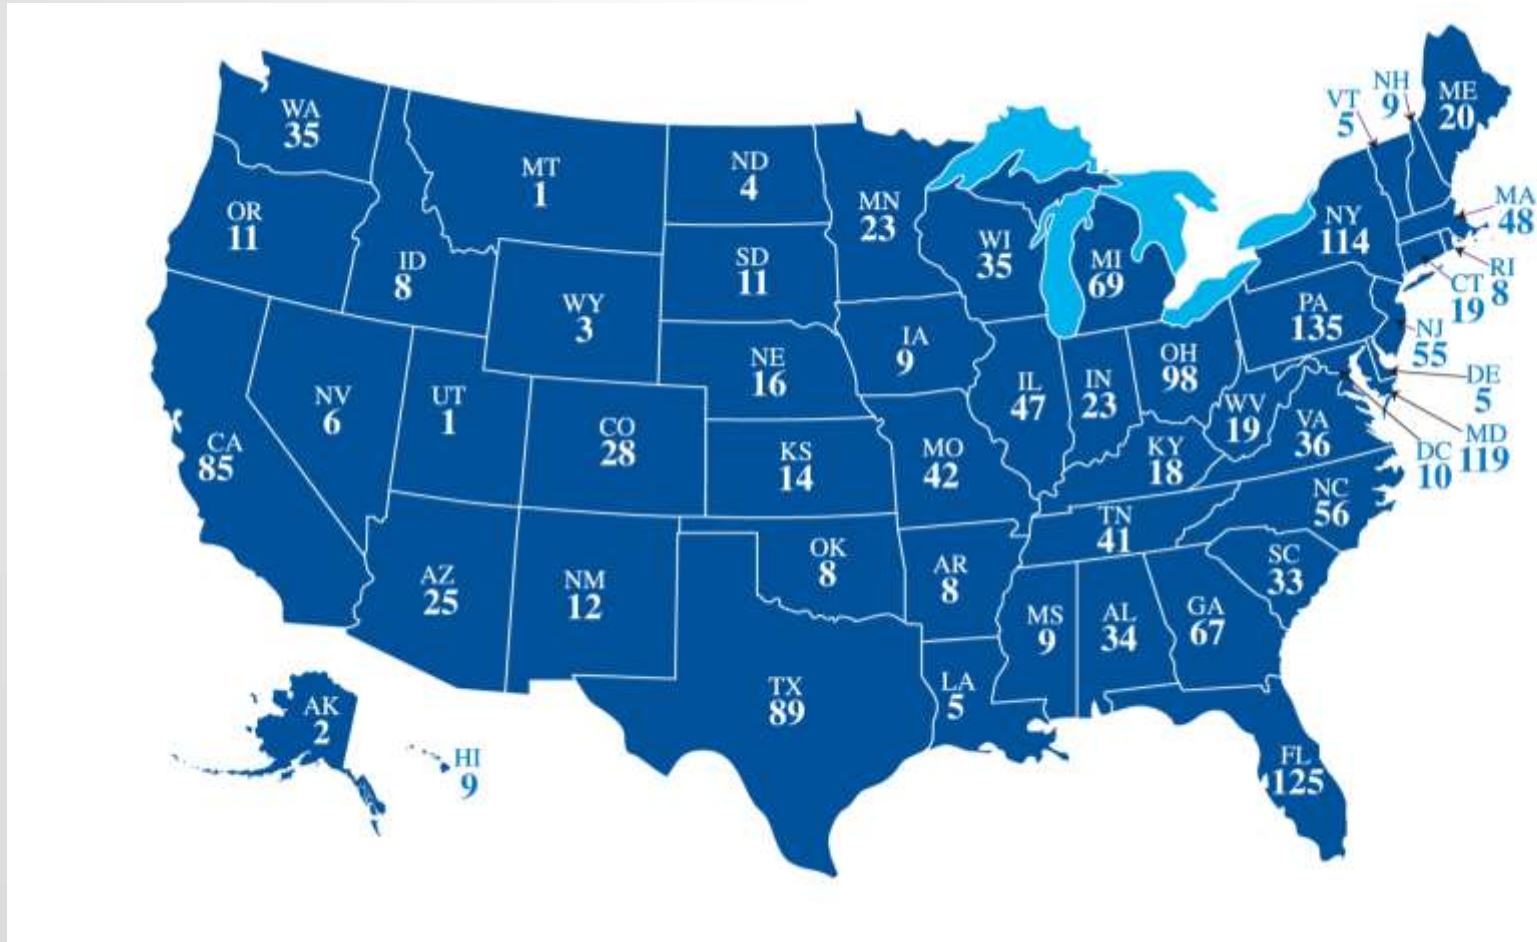 WA
35
OR
11
CA
85
ID
8
NV
6
MT
1
WY
3
UT
1
CO
28
AZ
25
NM
12
ND
4
SD
11
NE
16
KS
14
OK
8
TX
89
MN
23
IA
9
MO
42
AR
8
LA
5
WI
35
IL
47
MI
69
IN
23
OH
98
KY
18
TN
41
MS
9
AL
34
GA
67
FL
125
SC
33
NC
56
VA
36
WV
19
PA
135
NY
114
VT
5
NH
9
ME
20
MA
48
RI
8
CT
19
NJ
55
DE
5
MD
119
DC
10
AK
2
HI
9